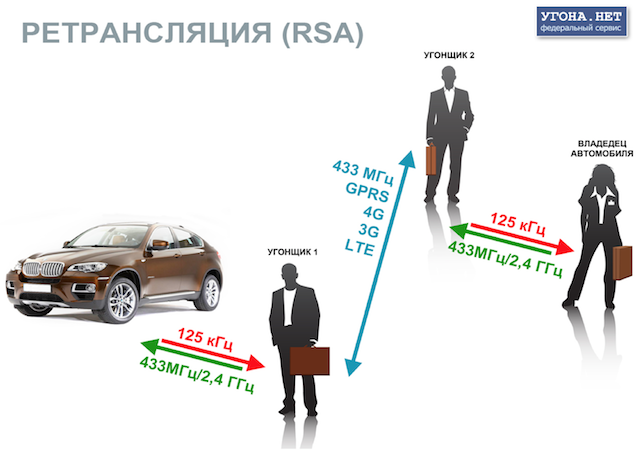 РЕТРАНСЛЯЦИЯ (RSA)
УГОНА.НЕТ
федеральный сервис
УГОНЩИК 2
ВЛАДЕДЕЦ
АВТОМОБИЛЯ
433 МГц
GPRS
4G
3G
LTE
125 кГц
433МГц/2,4 ГГц
УГОНЩИК 1
125 кГц
433МГц/2,4 ГГц